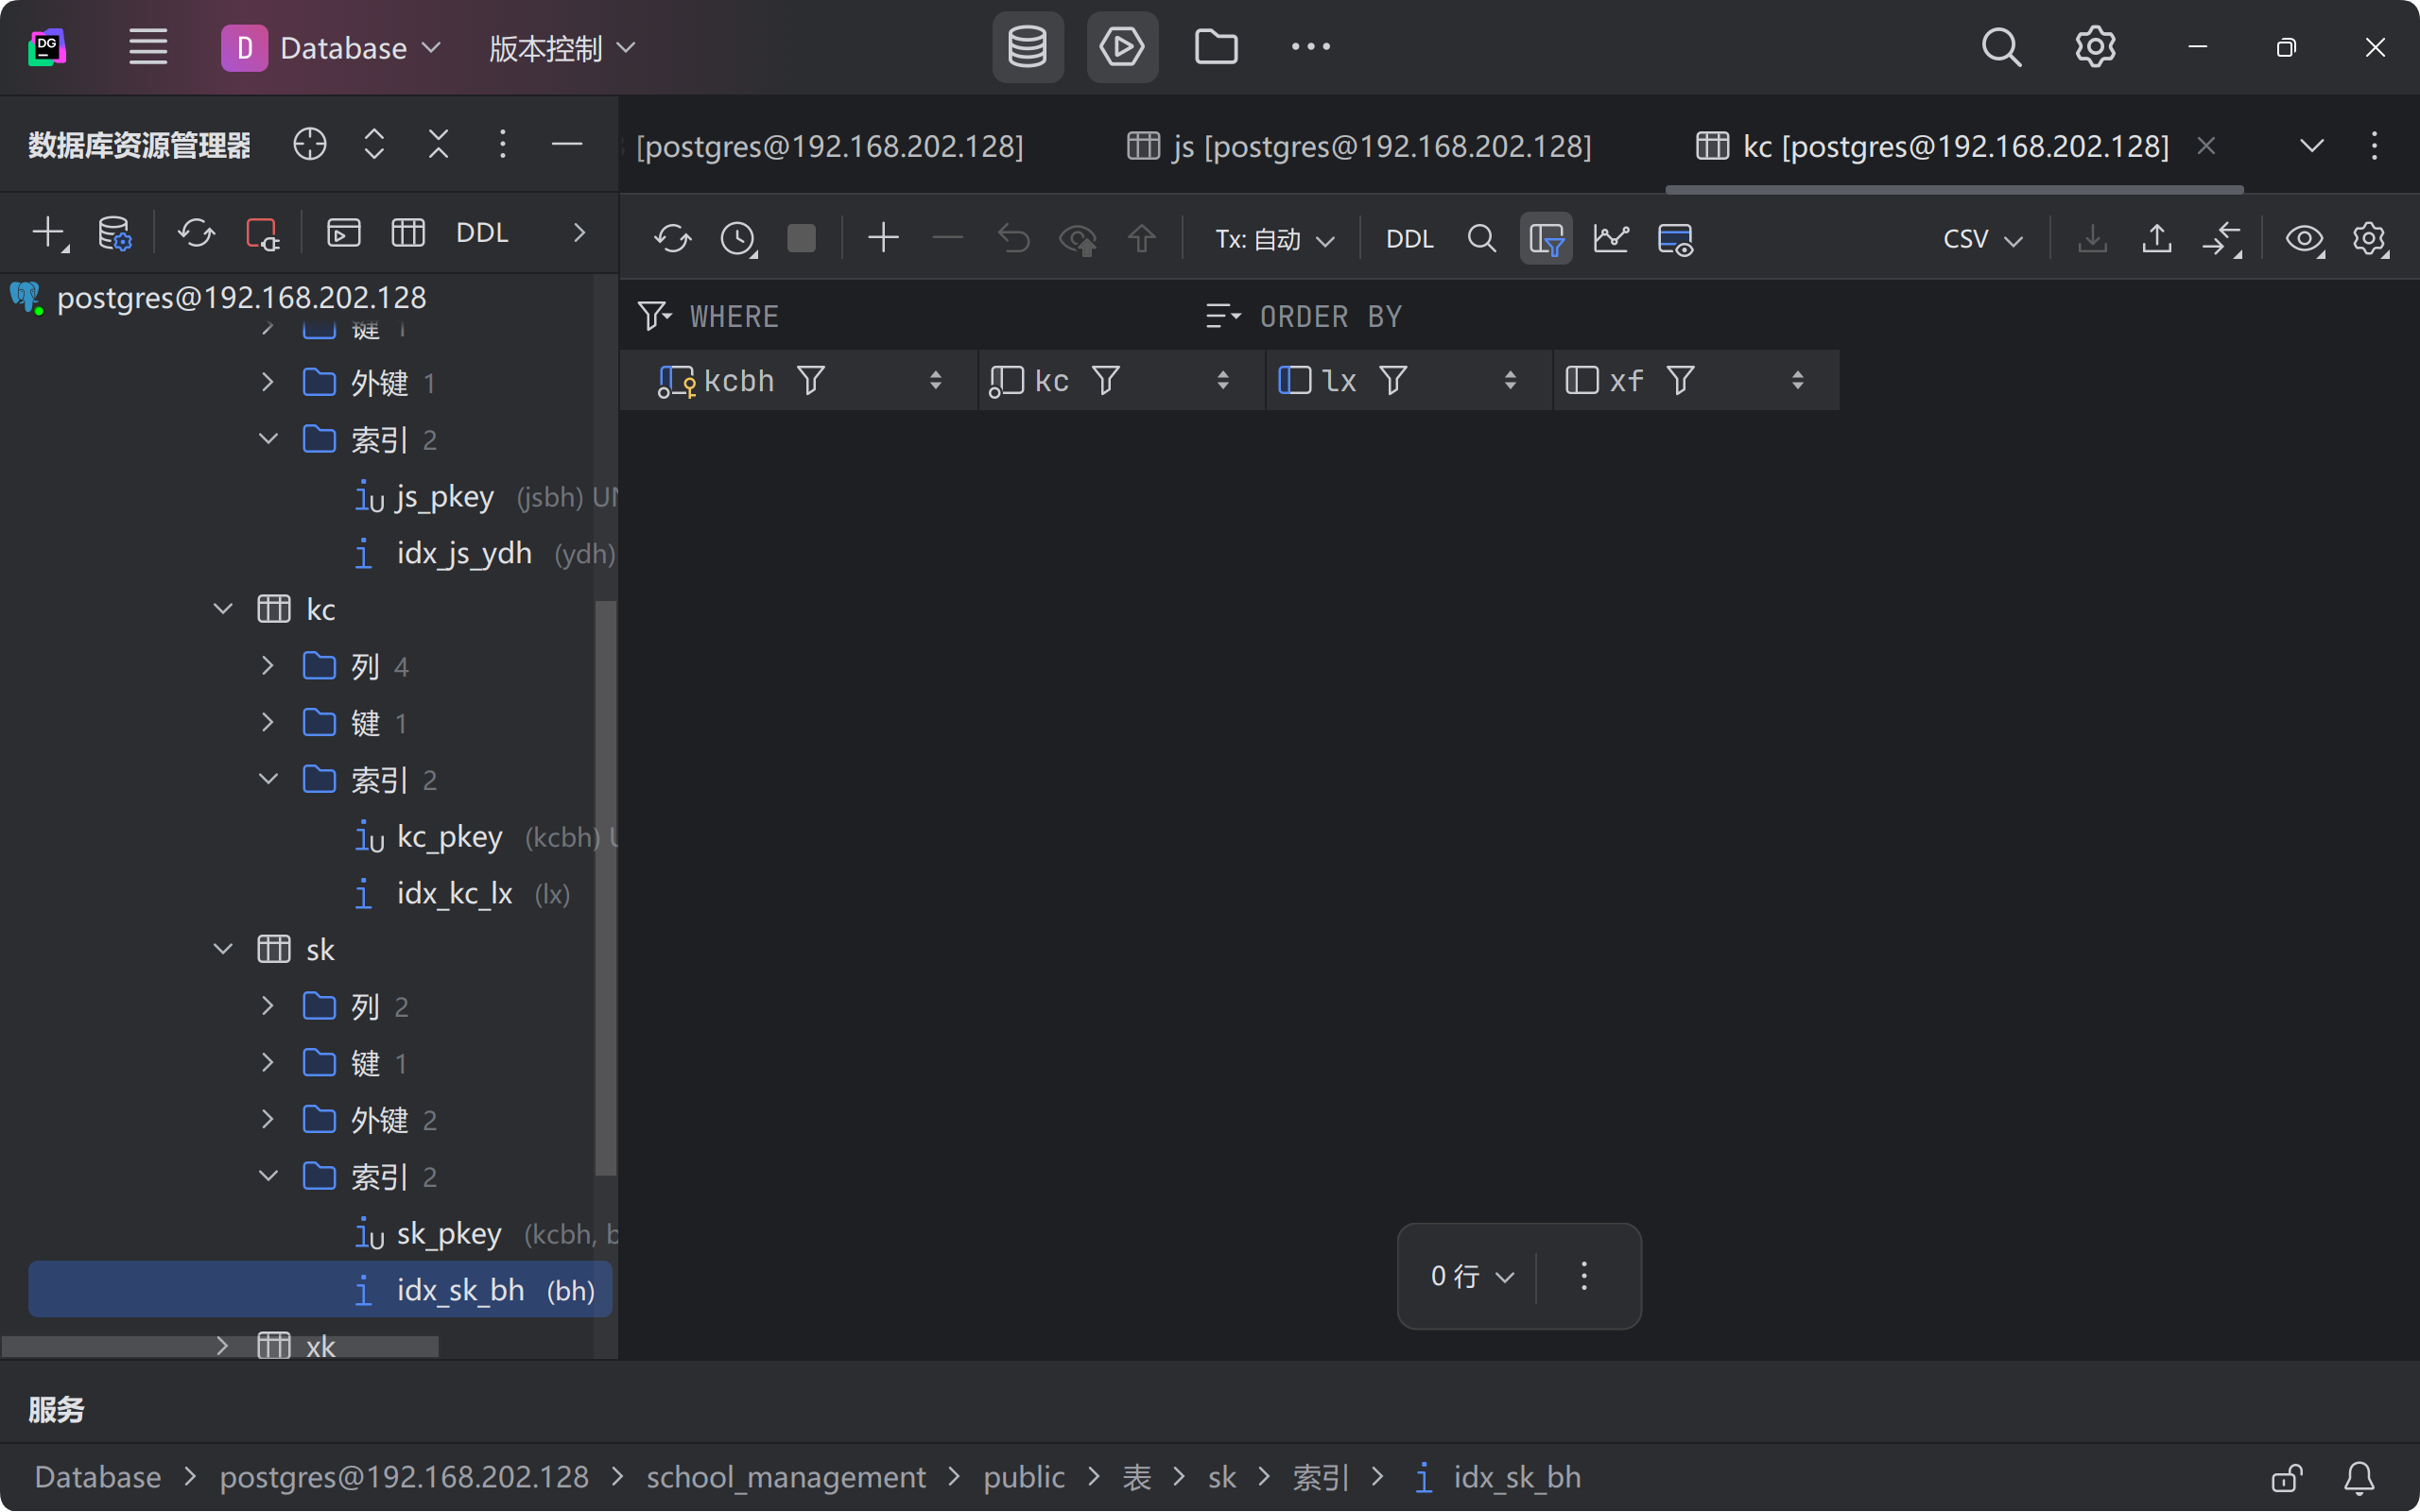 DG
D Database 版本控制
数据库资源管理器
[postgres@192.168.202.128] js [postgres@192.168.202.128] kc [postgres@192.168.202.128]
DDL
Tx: 自动 DDL CSV
postgres@192.168.202.128
键 1
外键 1
索引 2
js_pkey (jsbh)
idx_js_ydh (ydh)
kc
列 4
键 1
索引 2
kc_pkey (kcbh)
idx_kc_lx (lx)
sk
列 2
键 1
外键 2
索引 2
sk_pkey (kcbh,
idx_sk_bh (bh)
xk
WHERE ORDER BY
kcbh kc lx xf
0 行
服务
Database > postgres@192.168.202.128 > school_management > public > 表 > sk > 索引 > idx_sk_bh